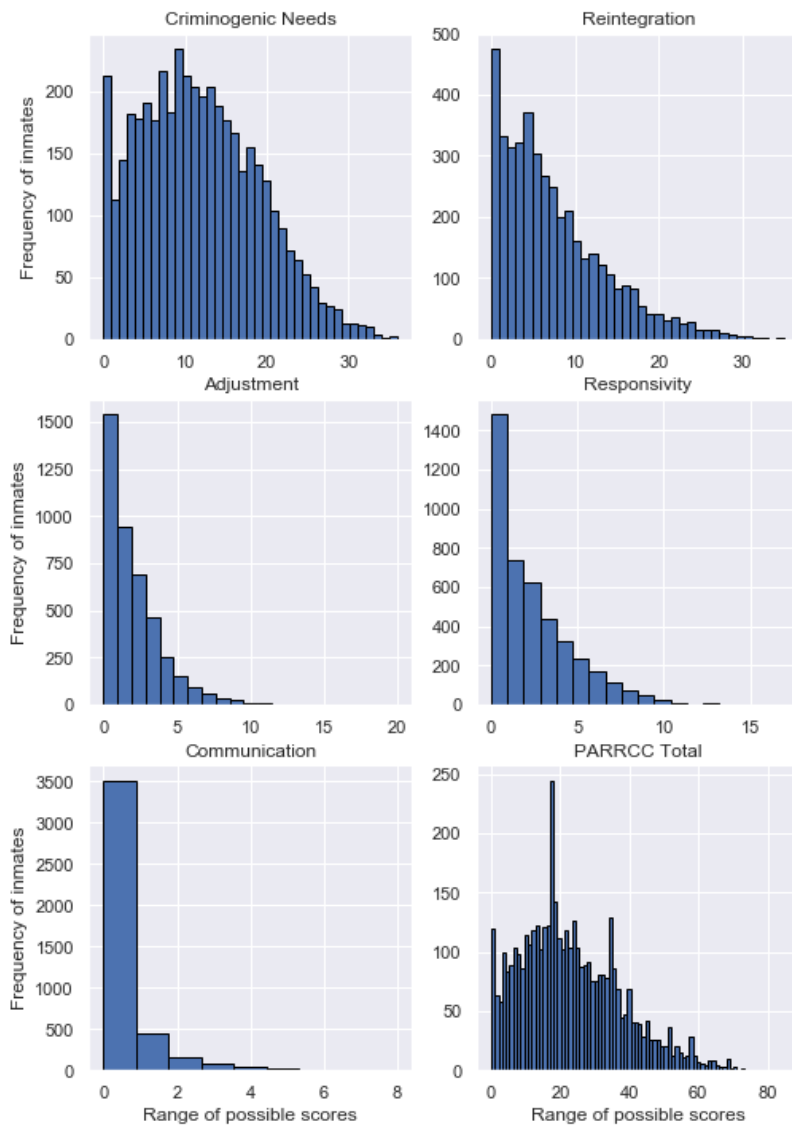 Criminogenic Needs
Reintegration
Frequency of inmates
200
150
100
50
0
0 10 20 30
500
400
300
200
100
0
0 10 20 30
Adjustment
Responsivity
Frequency of inmates
1500
1250
1000
750
500
250
0
0 5 10 15 20
1400
1200
1000
800
600
400
200
0
0 5 10 15
Communication
PARRCC Total
Frequency of inmates
3500
3000
2500
2000
1500
1000
500
0
0 2 4 6 8
Range of possible scores
250
200
150
100
50
0
0 20 40 60 80
Range of possible scores